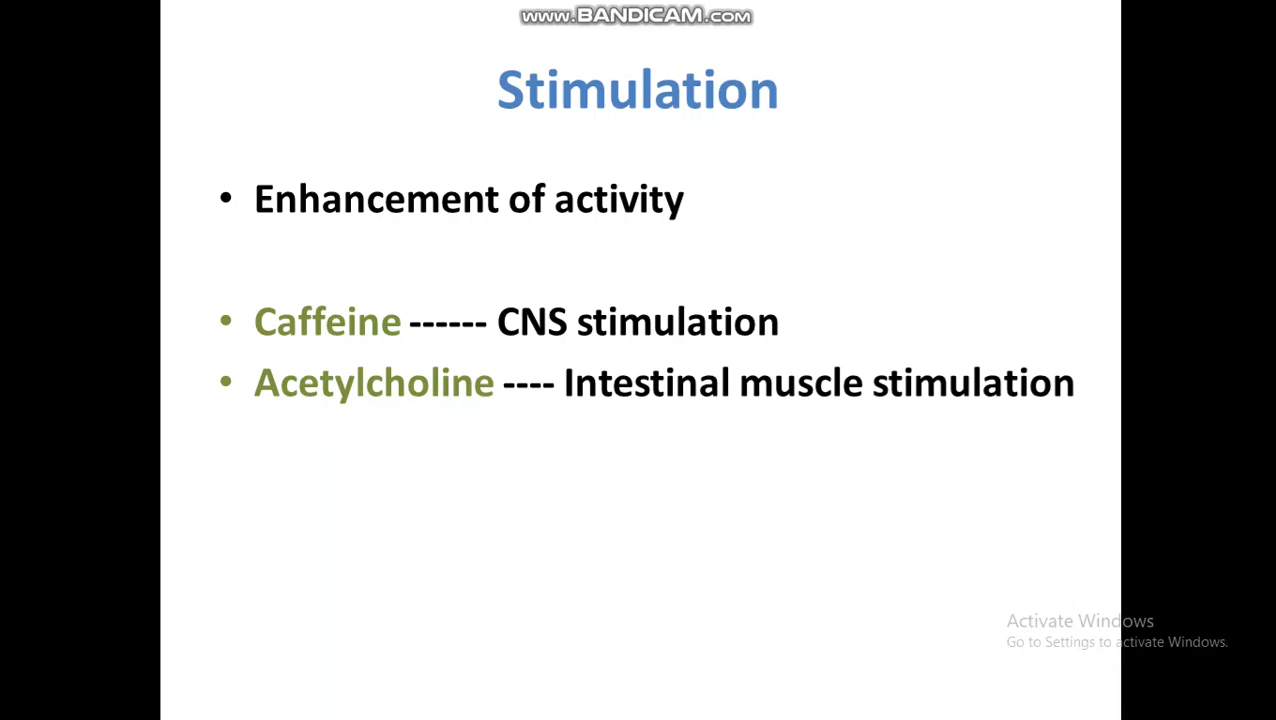 www.BANDICAM.com
Stimulation
• Enhancement of activity
• Caffeine ------ CNS stimulation
• Acetylcholine ---- Intestinal muscle stimulation
Activate Windows
Go to Settings to activate Windows.